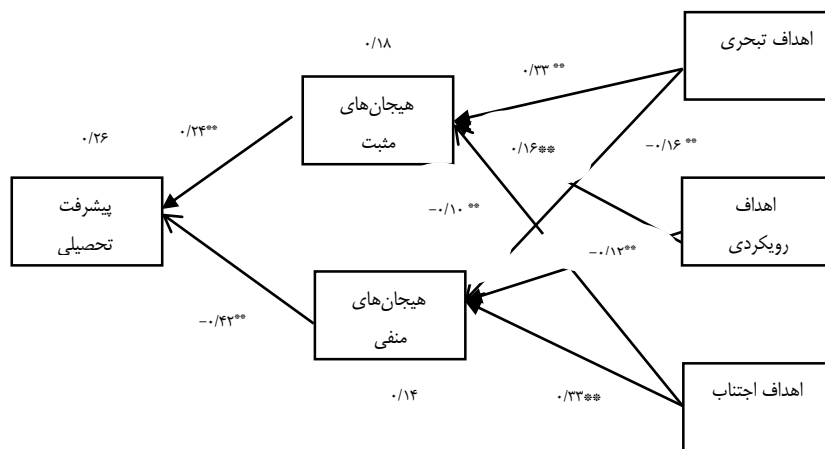 اهداف تبحری
۰/۱۸
۰/۳۳ **
هیجان‌های
مثبت
۰/۲۴**
۰/۲۶
۰/۱۶**
-۰/۱۶ **
اهداف
رویکردی
پیشرفت
تحصیلی
-۰/۱۰ **
-۰/۱۲**
هیجان‌های
منفی
-۰/۴۲**
اهداف اجتناب
۰/۳۳**
۰/۱۴